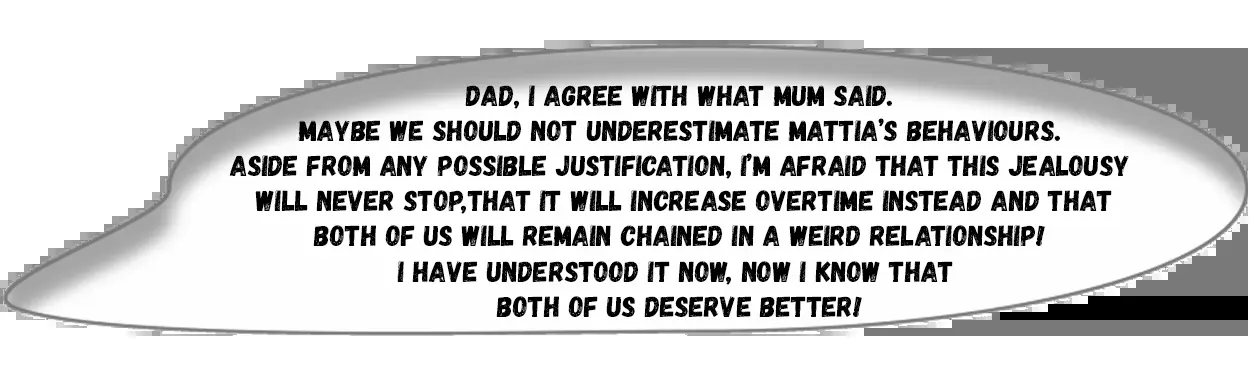 DAD, I AGREE WITH WHAT MUM SAID.
MAYBE WE SHOULD NOT UNDERESTIMATE MATTIA'S BEHAVIOURS.
ASIDE FROM ANY POSSIBLE JUSTIFICATION, I'M AFRAID THAT THIS JEALOUSY
WILL NEVER STOP,THAT IT WILL INCREASE OVERTIME INSTEAD AND THAT
BOTH OF US WILL REMAIN CHAINED IN A WEIRD RELATIONSHIP!
I HAVE UNDERSTOOD IT NOW, NOW I KNOW THAT
BOTH OF US DESERVE BETTER!